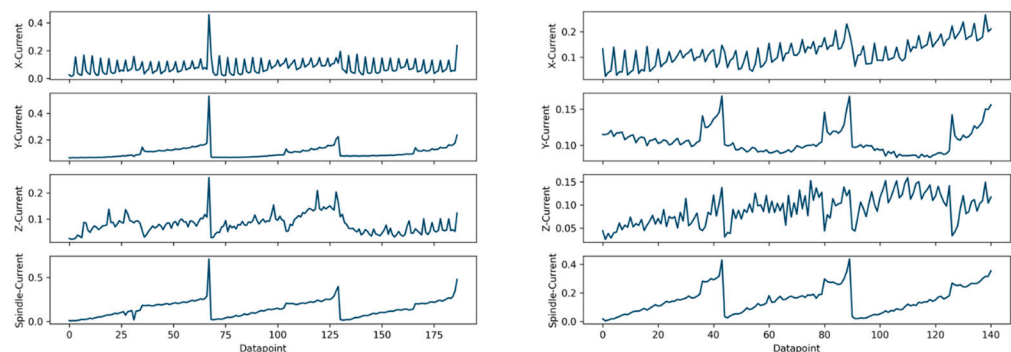 X-Current
0.4
0.2
0.0
Y-Current
0.4
0.2
Z-Current
0.2
0.1
Spindle-Current
0.5
0.0
0 25 50 75 100 125 150 175
Datapoint
X-Current
0.2
0.1
Y-Current
0.15
0.10
Z-Current
0.15
0.10
0.05
Spindle-Current
0.4
0.2
0.0
0 20 40 60 80 100 120 140
Datapoint